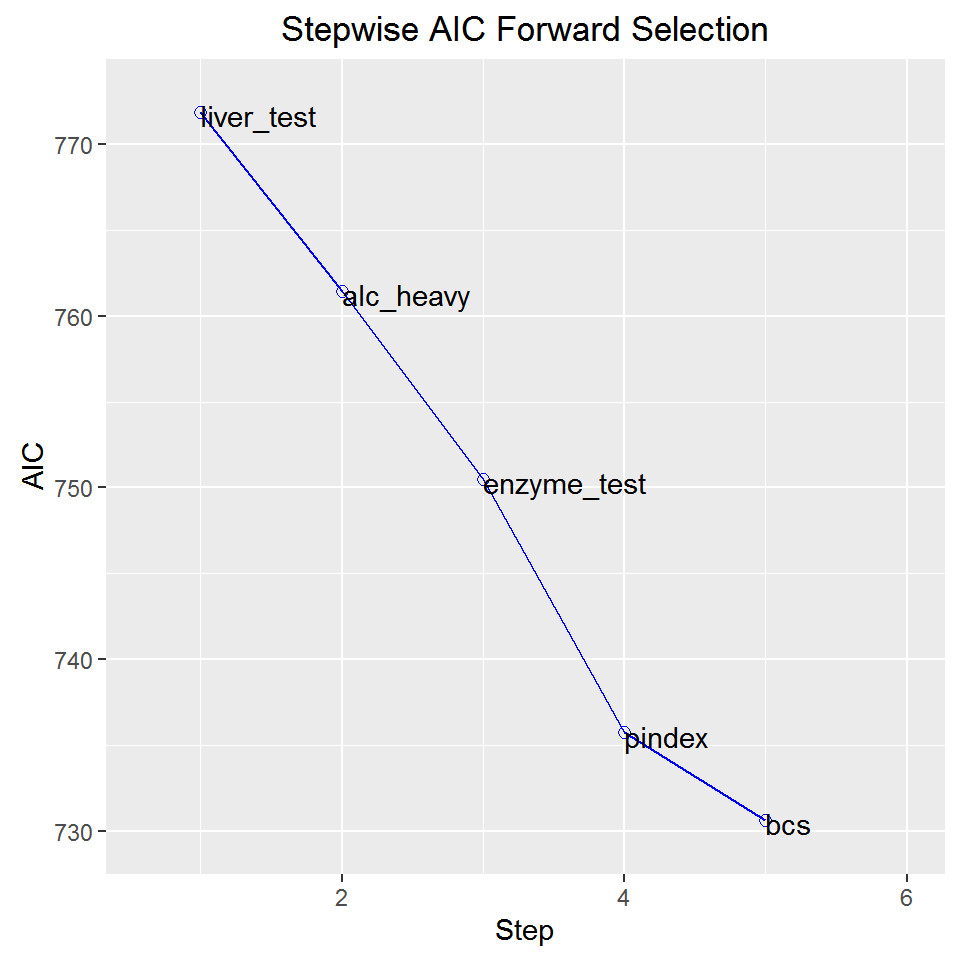 Stepwise AIC Forward Selection
liver_test
770
alc_heavy
760
enzyme_test
750
AIC
740
pindex
730
bcs
2
4
6
Step